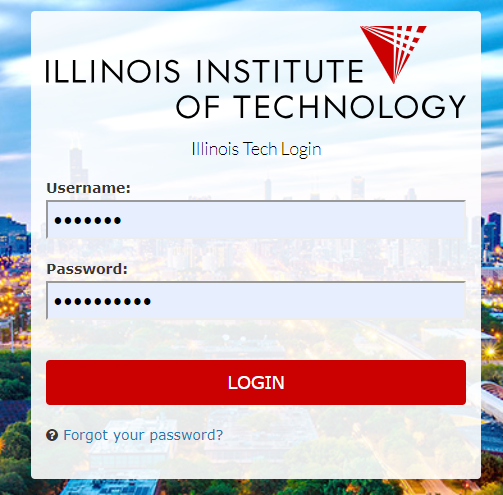 ILLINOIS INSTITUTE
OF TECHNOLOGY
Illinois Tech Login
Username:
•••••••
Password:
••••••••••
LOGIN
Forgot your password?